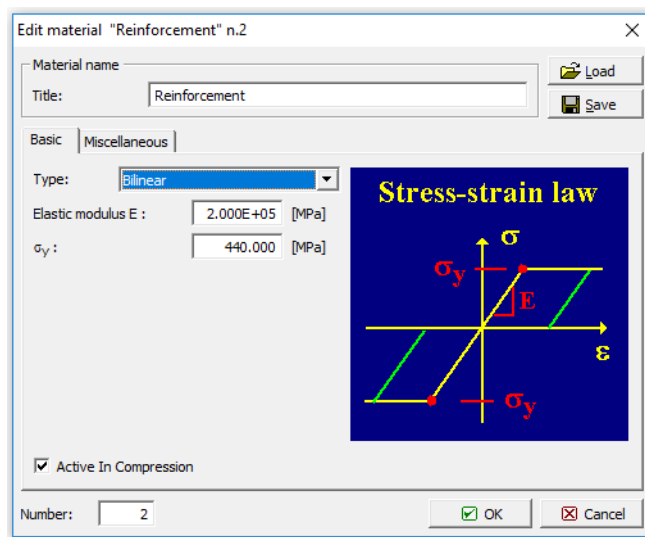 Edit material "Reinforcement" n.2
Material name
Title: Reinforcement
Load
Save
Basic Miscellaneous
Type: Bilinear
Elastic modulus E : 2.000E+05 [MPa]
σy : 440.000 [MPa]
Stress-strain law
σ
σy
E
ε
σy
Active In Compression
Number: 2
OK Cancel